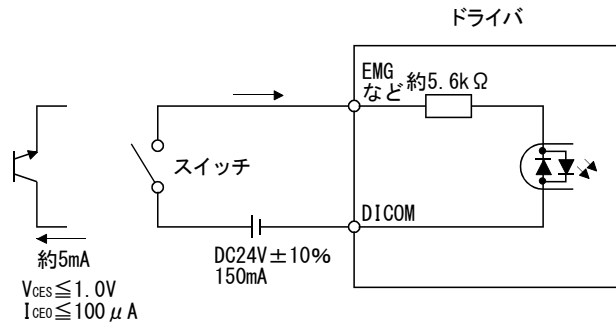 ドライバ
EMG
など
約5.6kΩ
スイッチ
DICOM
約5mA
DC24V±10%
150mA
VCES≦1.0V
ICEO≦100μA